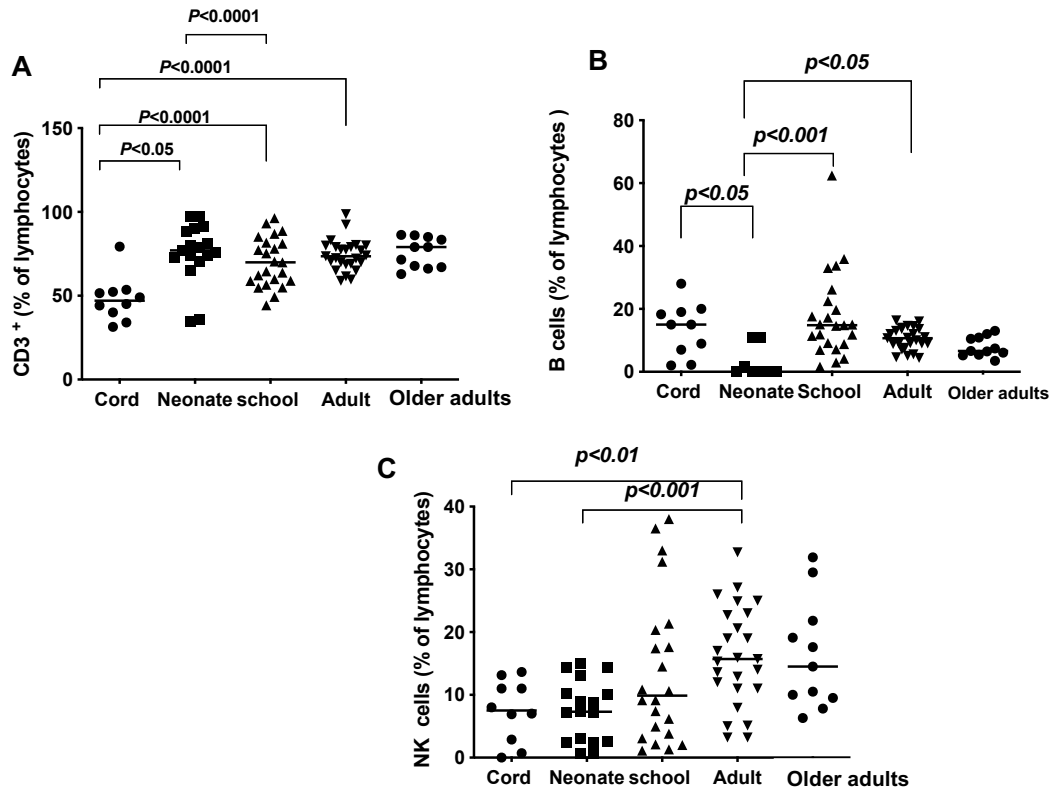 A
P<0.0001
P<0.0001
P<0.0001
P<0.05
CD3 + (% of lymphocytes)
150
100
50
0
Cord Neonate school Adult Older adults
B
p<0.05
p<0.001
p<0.05
B cells (% of lymphocytes )
80
60
40
20
0
Cord Neonate School Adult Older adults
C
p<0.01
p<0.001
NK cells (% of lymphocytes)
40
30
20
10
0
Cord Neonate school Adult Older adults